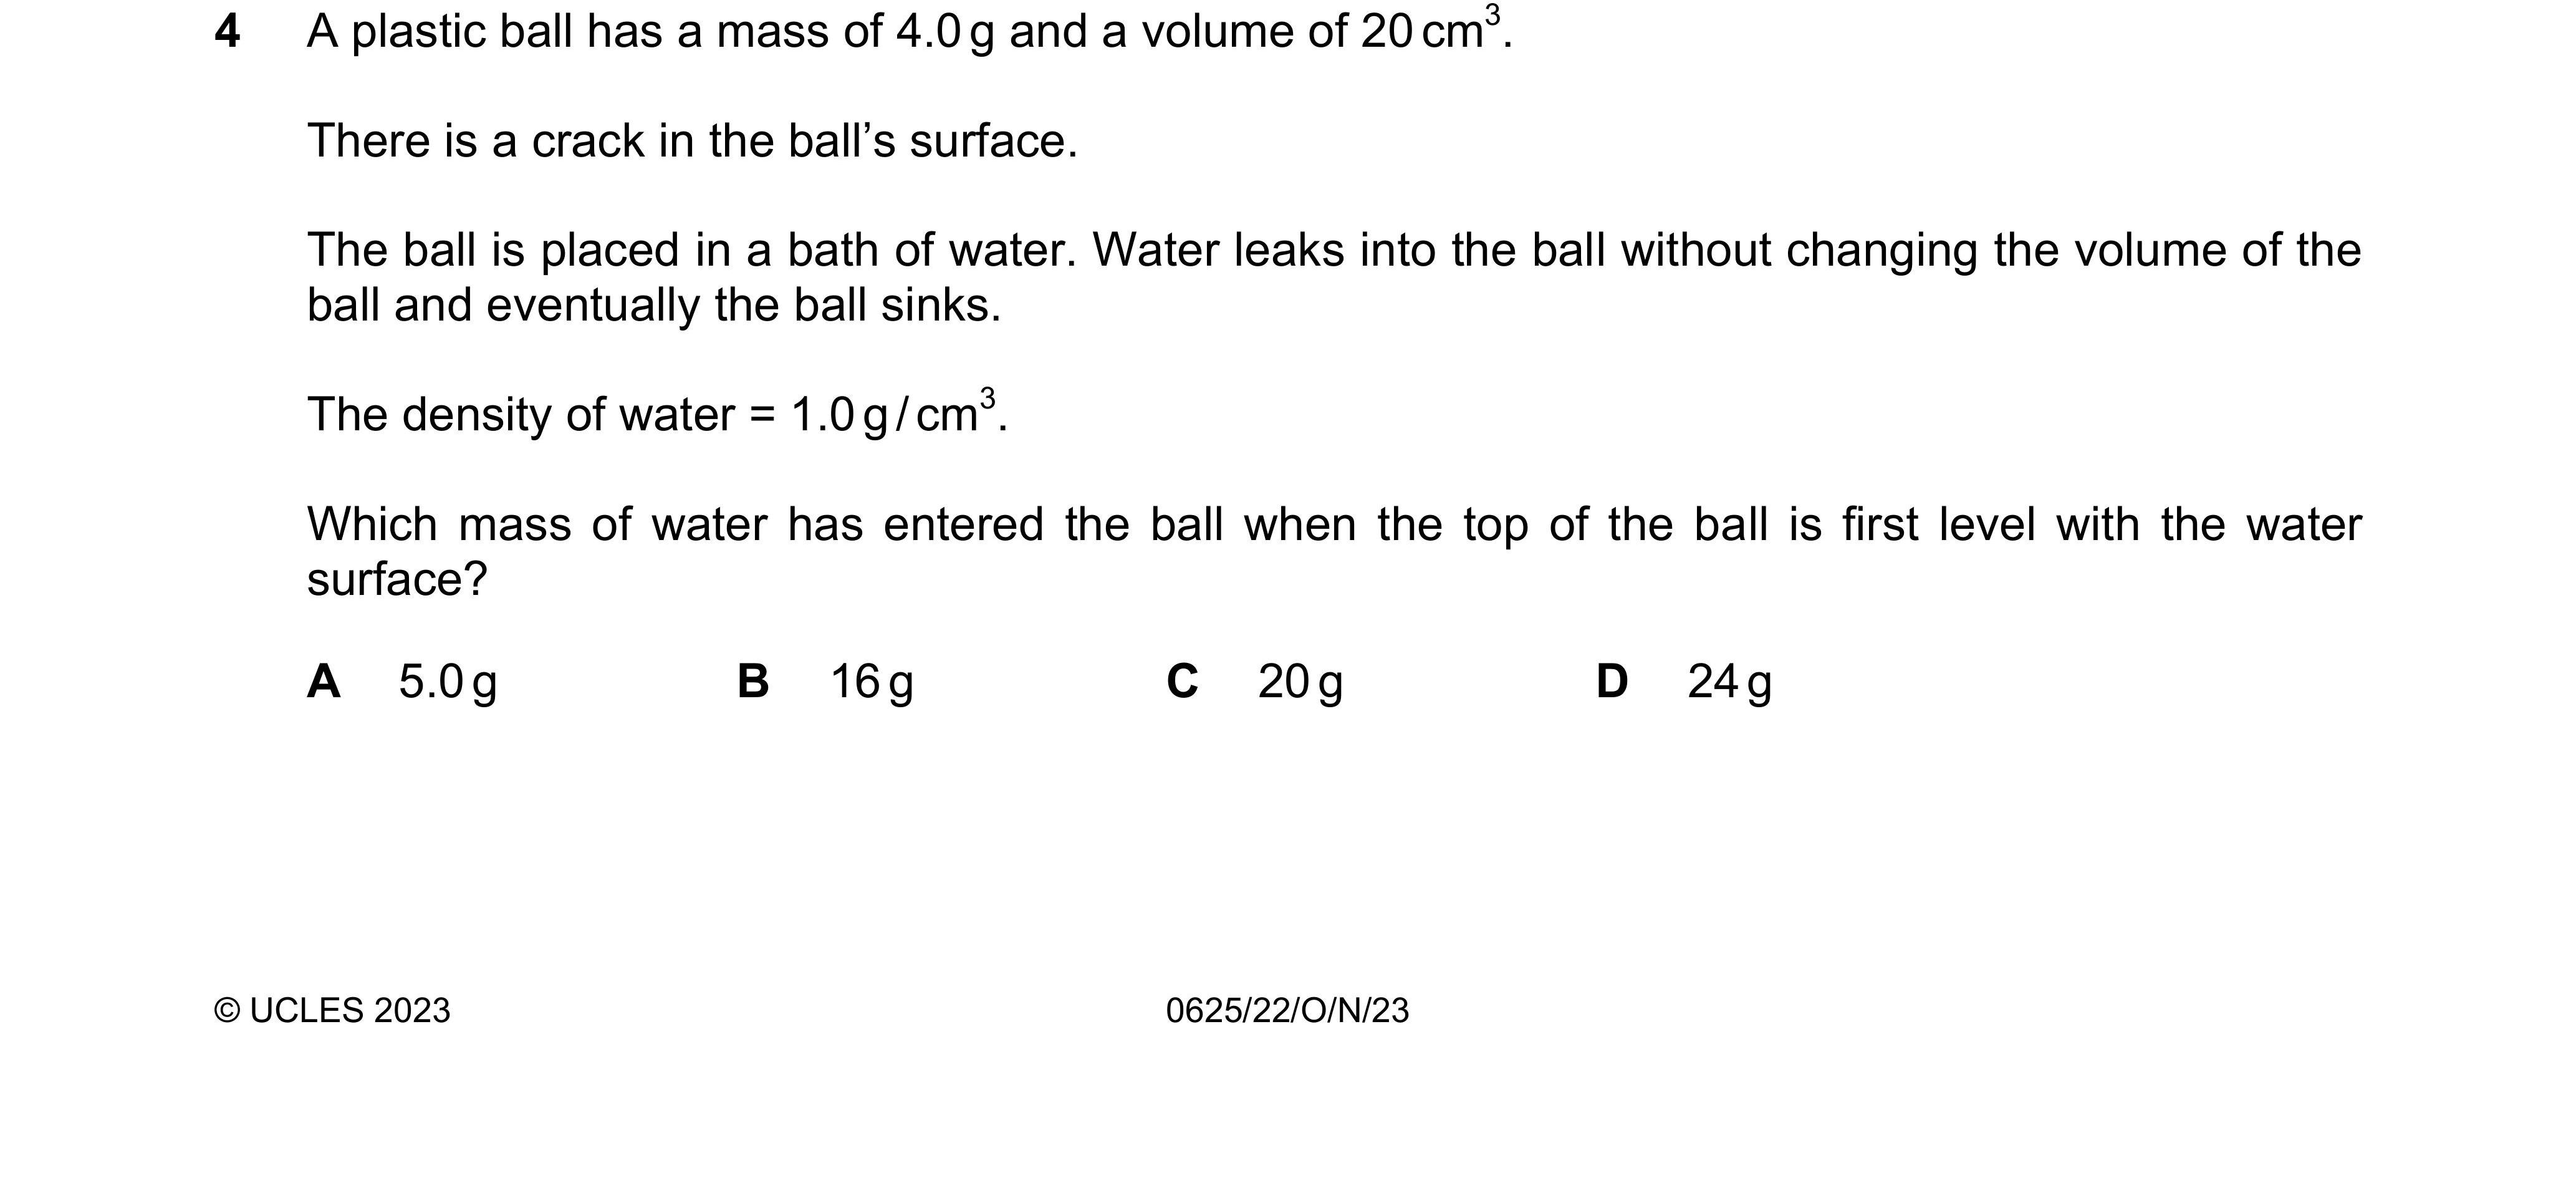 4 A plastic ball has a mass of 4.0 g and a volume of 20 cm³.
There is a crack in the ball’s surface.
The ball is placed in a bath of water. Water leaks into the ball without changing the volume of the
ball and eventually the ball sinks.
The density of water = 1.0 g / cm³.
Which mass of water has entered the ball when the top of the ball is first level with the water
surface?
A 5.0 g B 16 g C 20 g D 24 g
© UCLES 2023 0625/22/O/N/23